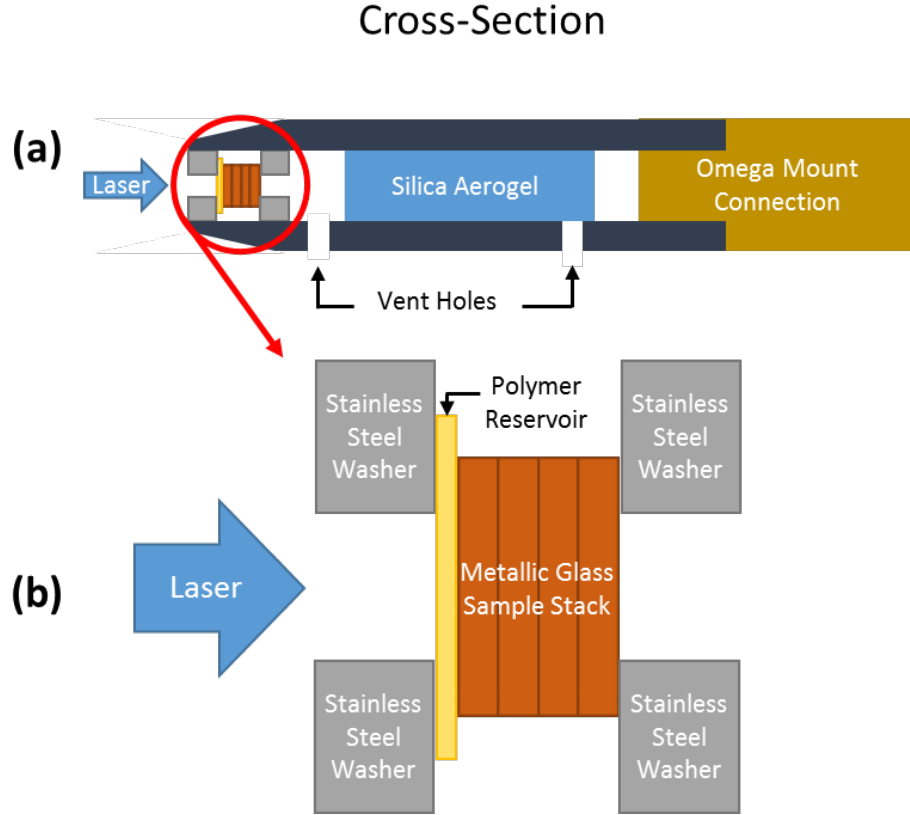 Cross-Section
(a)
Laser
Silica Aerogel
Omega Mount
Connection
Vent Holes
Stainless
Steel
Washer
Polymer
Reservoir
Stainless
Steel
Washer
(b)
Laser
Metallic Glass
Sample Stack
Stainless
Steel
Washer
Stainless
Steel
Washer